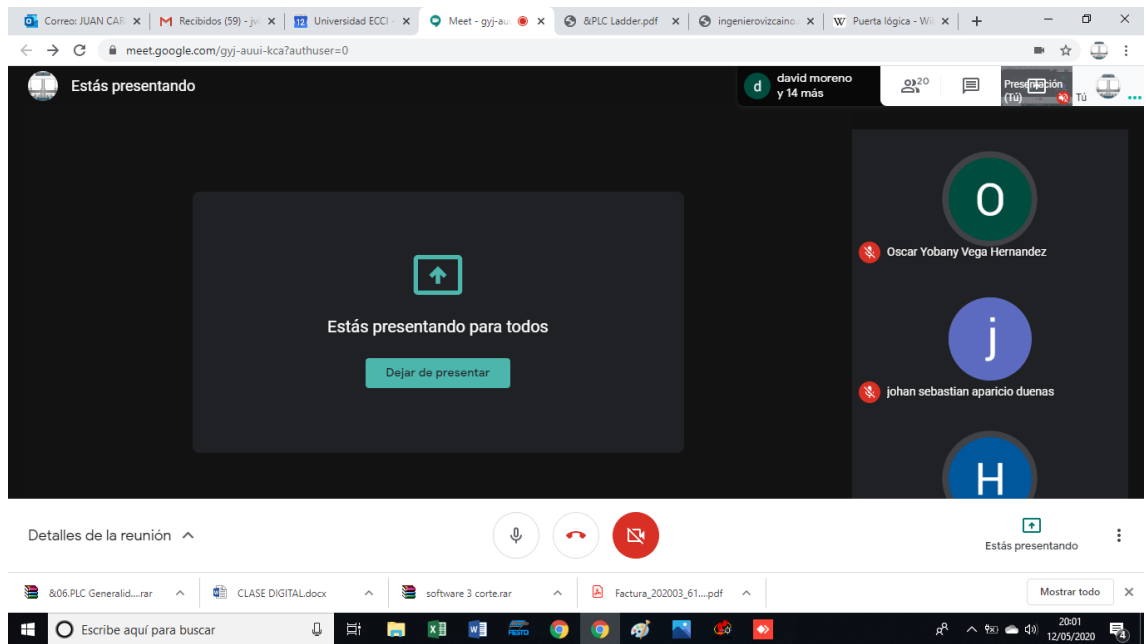 Correo: JUAN CAR
Recibidos (59) - jv
12 Universidad ECCI -
Meet - gyj-au
&PLC Ladder.pdf
ingenierovizcaino.
W Puerta lógica - Wi
meet.google.com/gyj-auui-kca?authuser=0
Estás presentando
d david moreno
y 14 más
20
Presentación
(Tú)
Tú
O
Oscar Yobany Vega Hernandez
Estás presentando para todos
Dejar de presentar
j
johan sebastian aparicio duenas
H
Detalles de la reunión
Estás presentando
&06.PLC Generalid....rar
CLASE DIGITAL.docx
software 3 corte.rar
Factura_202003_61....pdf
Mostrar todo
Escribe aquí para buscar
FESTO
20:01
12/05/2020
4